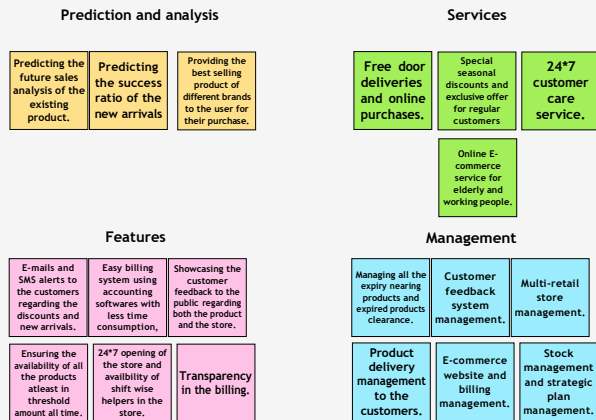 Prediction and analysis
Predicting the
future sales
analysis of the
existing
product.
Predicting
the success
ratio of the
new arrivals
Providing the
best selling
product of
different brands
to the user for
their purchase.
Services
Free door
deliveries
and online
purchases.
Special
seasonal
discounts and
exclusive offer
for regular
customers
24*7
customer
care
service.
Online E-
commerce
service for
elderly and
working people.
Features
E-mails and
SMS alerts to
the customers
regarding the
discounts and
new arrivals.
Easy billing
system using
accounting
softwares with
less time
consumption,
Showcasing the
customer
feedback to the
public regarding
both the product
and the store.
Ensuring the
availability of all
the products
atleast in
threshold
amount all time.
24*7 opening of
the store and
availbility of
shift wise
helpers in the
store.
Transparency
in the billing.
Management
Managing all the
expiry nearing
products and
expired products
clearance.
Customer
feedback
system
management.
Multi-retail
store
management.
Product
delivery
management
to the
customers.
E-commerce
website and
billing
management.
Stock
management
and strategic
plan
management.